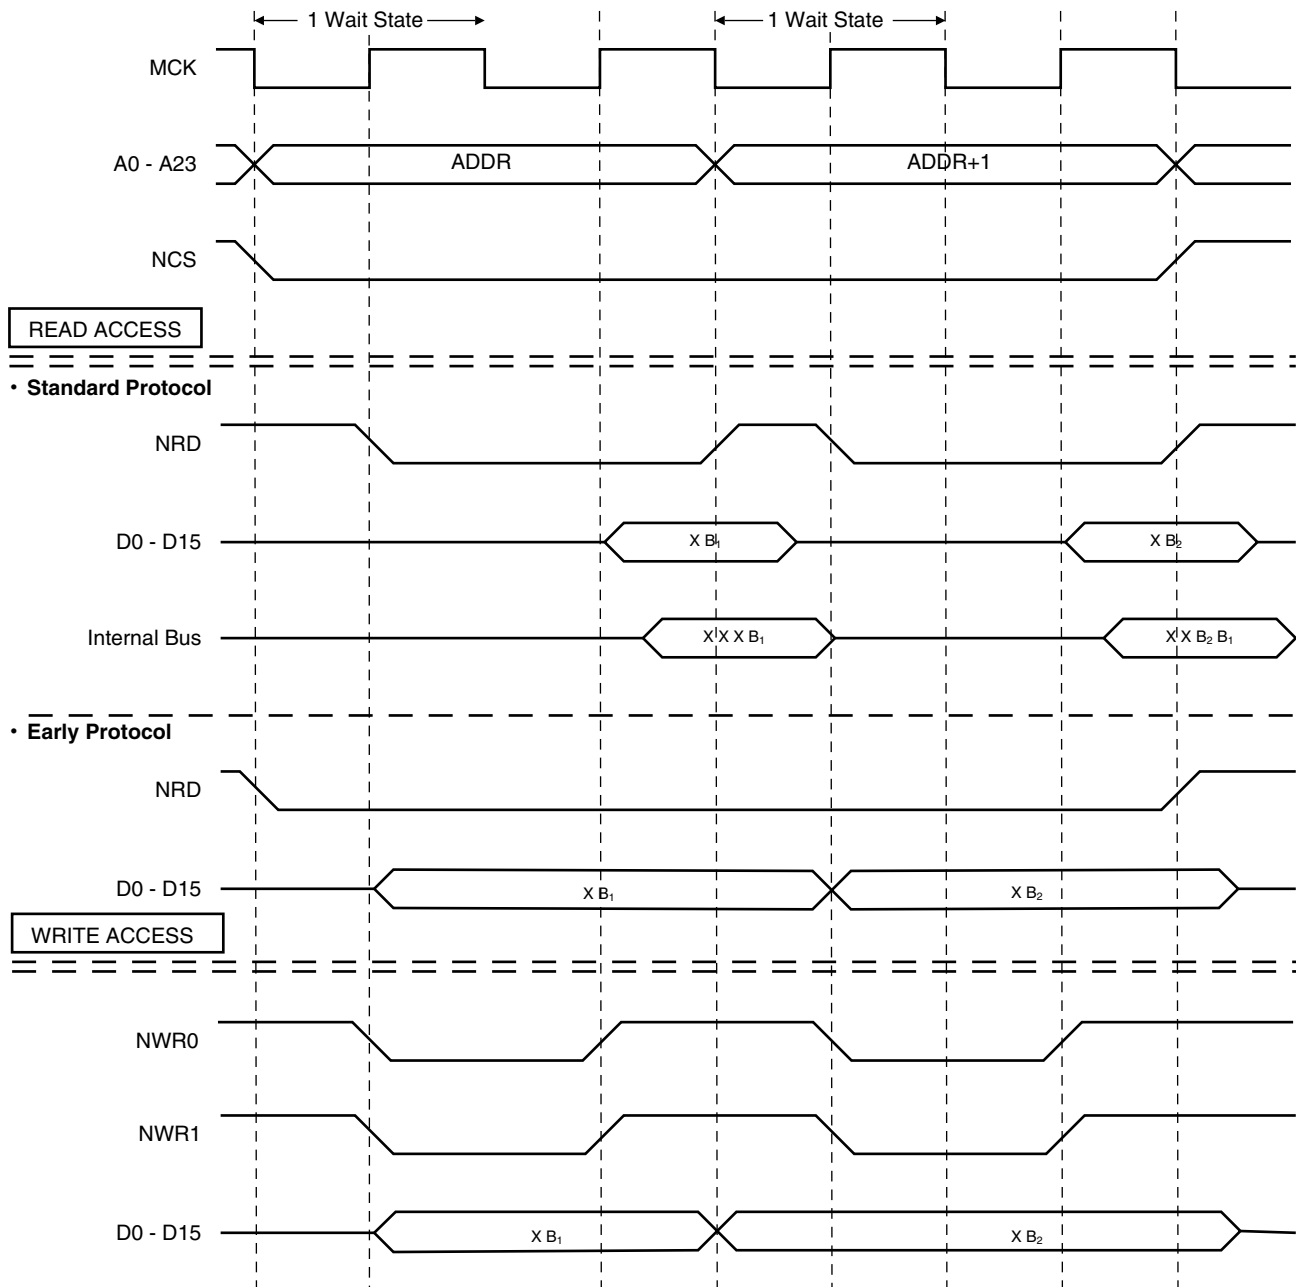 1 Wait State
1 Wait State
MCK
A0 - A23
ADDR
ADDR+1
NCS
READ ACCESS
• Standard Protocol
NRD
D0 - D15
X B₁
X B₂
Internal Bus
X X X B₁
X X B₂ B₁
• Early Protocol
NRD
D0 - D15
X B₁
X B₂
WRITE ACCESS
NWR0
NWR1
D0 - D15
X B₁
X B₂